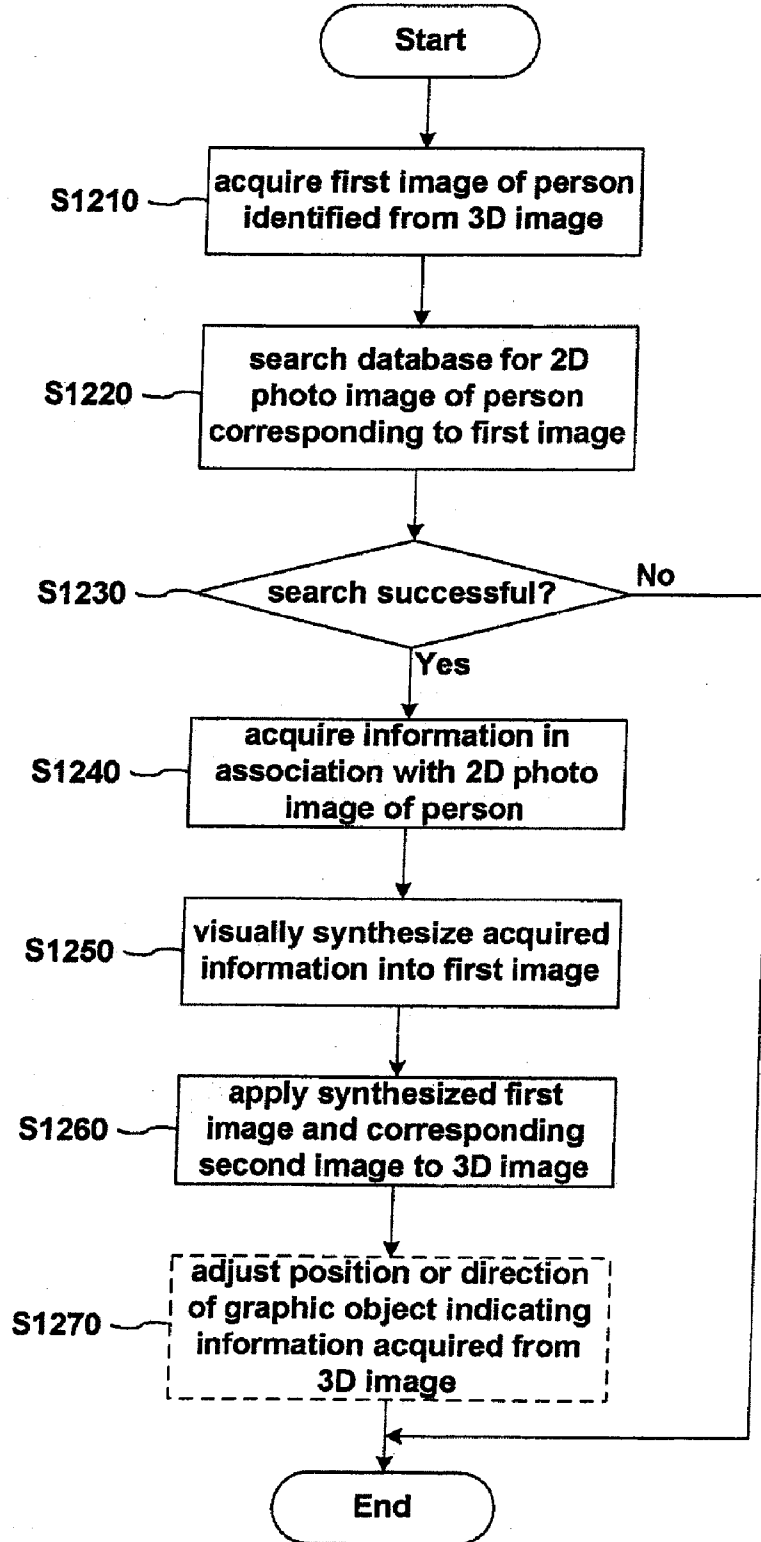 Start
S1210
acquire first image of person
identified from 3D image
S1220
search database for 2D
photo image of person
corresponding to first image
S1230
search successful?
No
Yes
S1240
acquire information in
association with 2D photo
image of person
S1250
visually synthesize acquired
information into first image
S1260
apply synthesized first
image and corresponding
second image to 3D image
S1270
adjust position or direction
of graphic object indicating
information acquired from
3D image
End